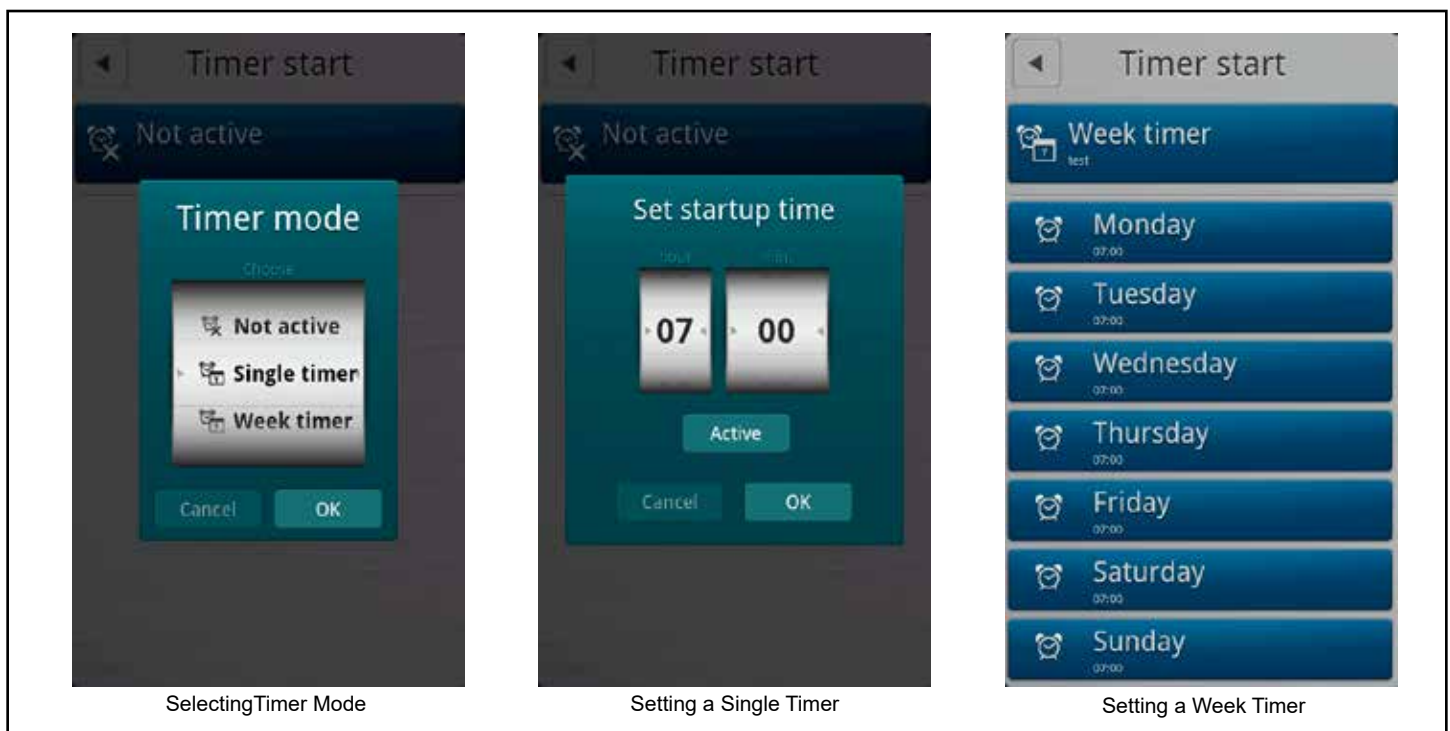 Timer start
Not active
Timer mode
Choose
Not active
Single timer
Week timer
Cancel
OK
SelectingTimer Mode
Timer start
Not active
Set startup time
hour
min
07
00
Active
Cancel
OK
Setting a Single Timer
Timer start
Week timer
test
Monday
07:00
Tuesday
07:00
Wednesday
07:00
Thursday
07:00
Friday
07:00
Saturday
07:00
Sunday
07:00
Setting a Week Timer